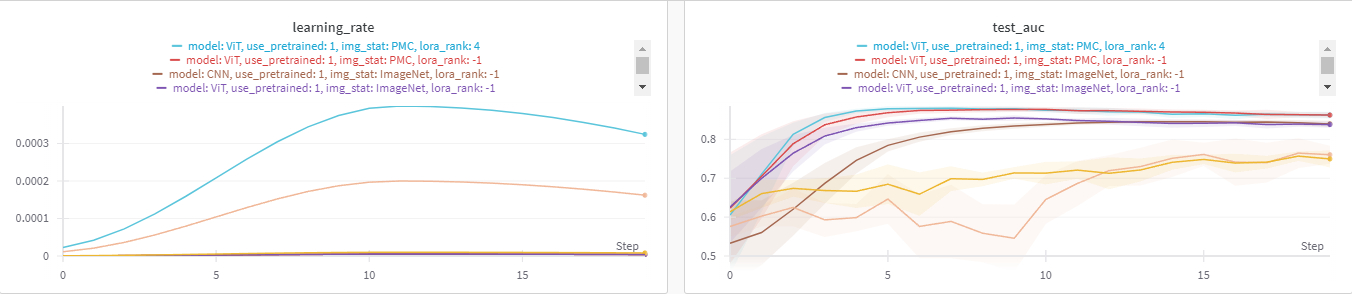 learning_rate
model: ViT, use_pretrained: 1, img_stat: PMC, lora_rank: 4
model: ViT, use_pretrained: 1, img_stat: PMC, lora_rank: -1
model: CNN, use_pretrained: 1, img_stat: ImageNet, lora_rank: -1
model: ViT, use_pretrained: 1, img_stat: ImageNet, lora_rank: -1
0.0003
0.0002
0.0001
0
Step
0 5 10 15
test_auc
model: ViT, use_pretrained: 1, img_stat: PMC, lora_rank: 4
model: ViT, use_pretrained: 1, img_stat: PMC, lora_rank: -1
model: CNN, use_pretrained: 1, img_stat: ImageNet, lora_rank: -1
model: ViT, use_pretrained: 1, img_stat: ImageNet, lora_rank: -1
0.8
0.7
0.6
0.5
Step
0 5 10 15